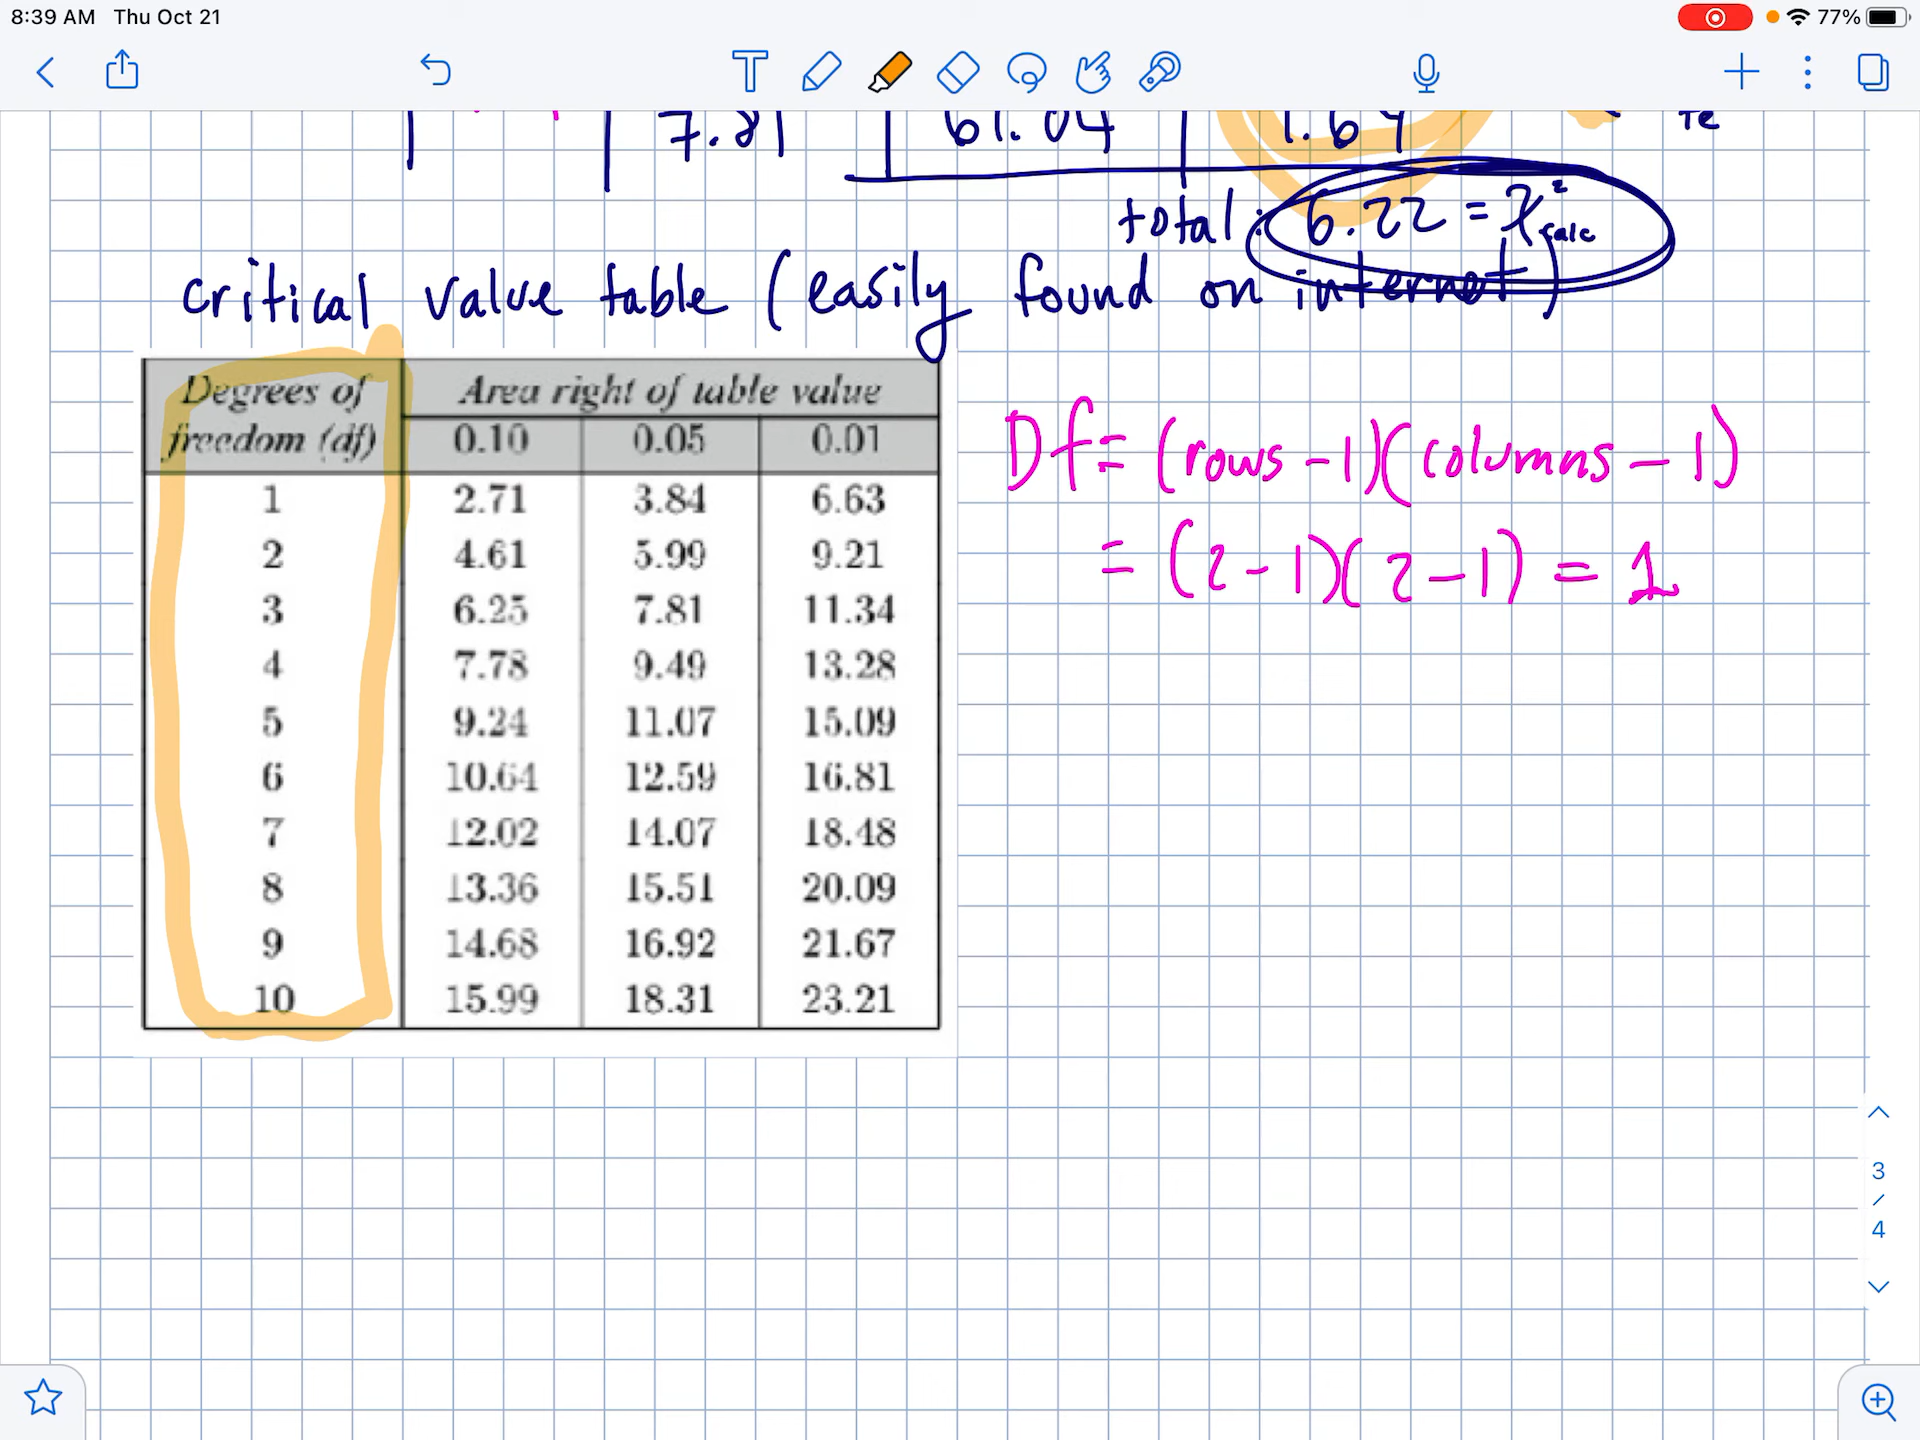 8:39 AM Thu Oct 21 77%
7.81 61.04 1.64
total: 6.22 = χ²calc
critical value table (easily found on internet)
Degrees of freedom (df) Area right of table value
0.10 0.05 0.01
1 2.71 3.84 6.63
2 4.61 5.99 9.21
3 6.25 7.81 11.34
4 7.78 9.49 13.28
5 9.24 11.07 15.09
6 10.64 12.59 16.81
7 12.02 14.07 18.48
8 13.36 15.51 20.09
9 14.68 16.92 21.67
10 15.99 18.31 23.21
Df = (rows - 1)(columns - 1)
= (2-1)(2-1) = 1
3
/
4